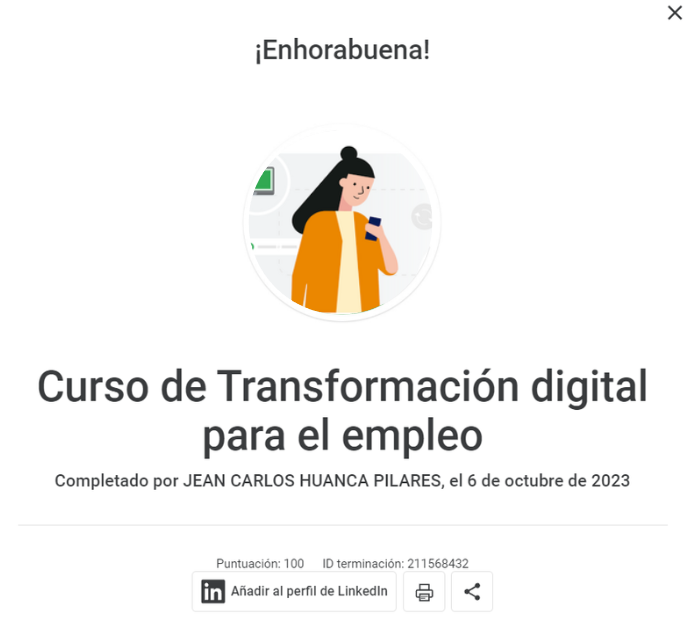 ¡Enhorabuena!
Curso de Transformación digital
para el empleo
Completado por JEAN CARLOS HUANCA PILARES, el 6 de octubre de 2023
Puntuación: 100 ID terminación: 211568432
in Añadir al perfil de LinkedIn